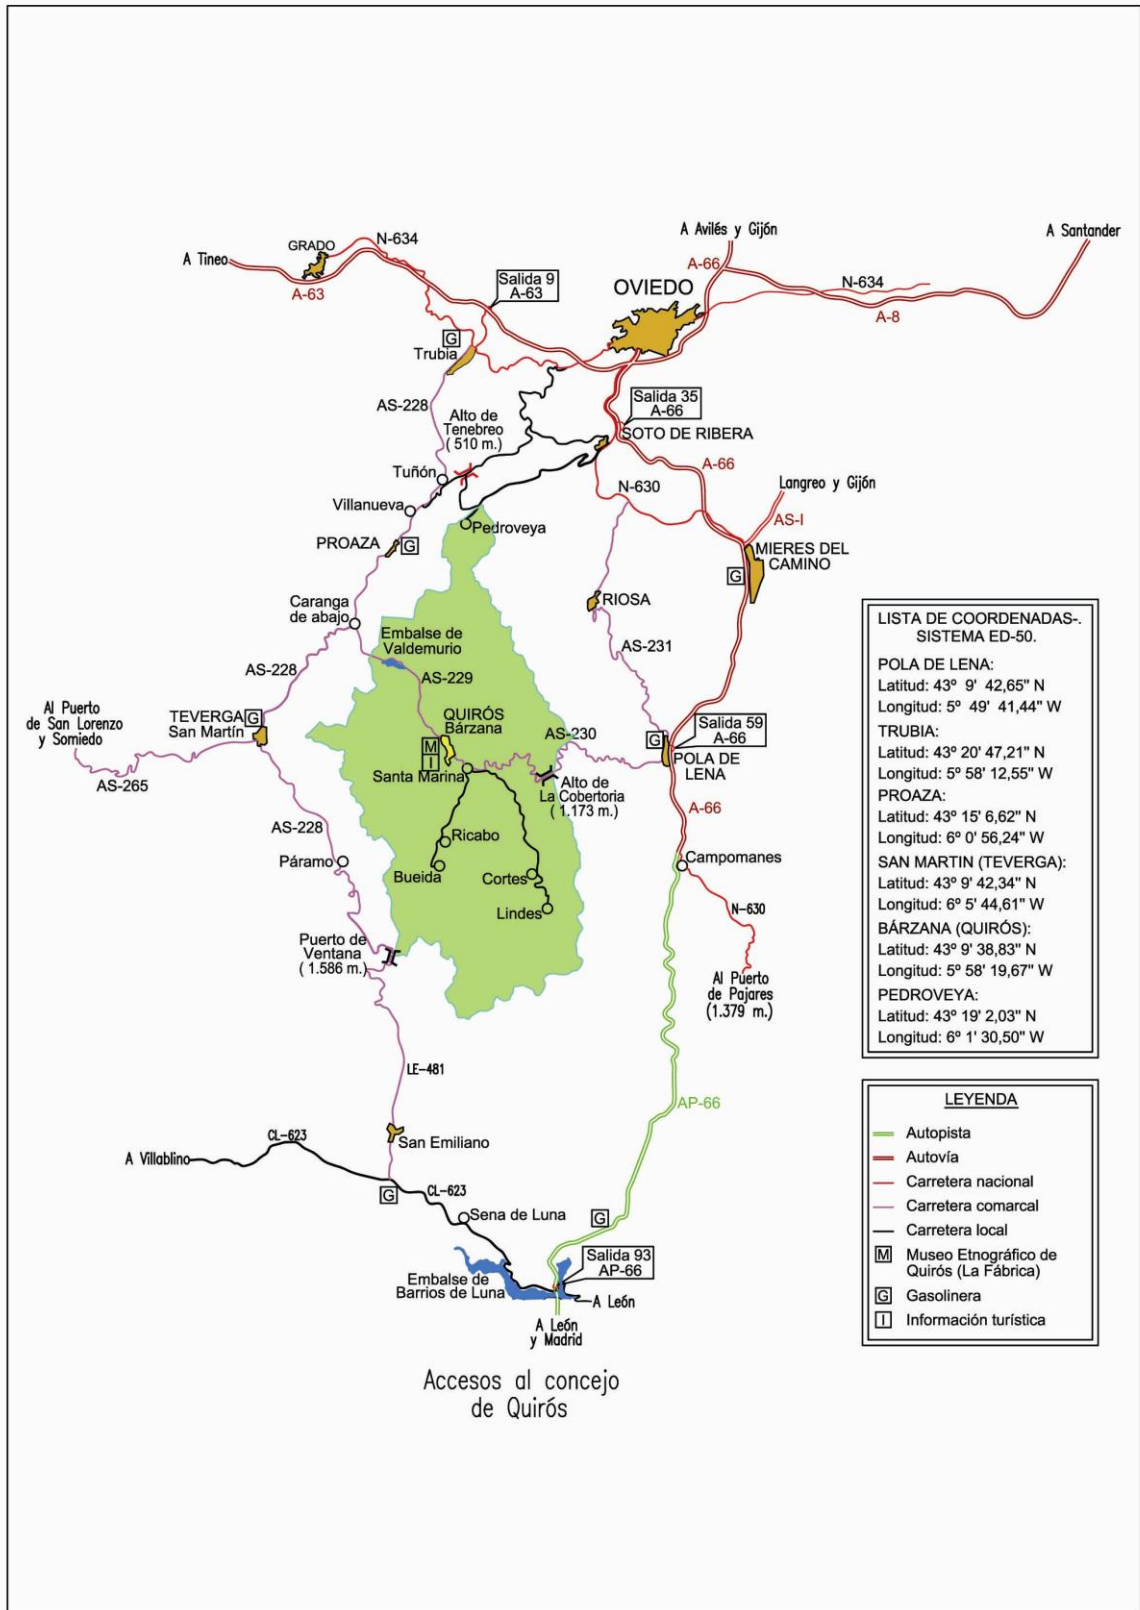 A Avilés y Gijón
A Santander
N-634
GRADO
A Tineo
A-66
Salida 9
A-63
N-634
OVIEDO
A-63
A-8
G
Trubia
Salida 35
A-66
AS-228
Alto de
Tenebreo
( 510 m.)
SOTO DE RIBERA
A-66
Tuñón
Langreo y Gijón
N-630
Villanueva
AS-I
Pedroveya
PROAZA
G
MIERES DEL
CAMINO
G
Caranga
de abajo
RIOSA
Embalse de
Valdemurio
AS-231
AS-228
AS-229
Al Puerto
de San Lorenzo
y Somiedo
G
TEVERGA
San Martín
QUIRÓS
Bárzana
M
I
AS-230
G
Salida 59
A-66
POLA DE
LENA
Santa Marina
AS-265
Alto de
La Cobertoria
( 1.173 m.)
A-66
AS-228
Ricabo
Páramo
Bueida
Cortes
Campomanes
Lindes
N-630
Puerto de
Ventana
( 1.586 m.)
Al Puerto
de Pajares
(1.379 m.)
LE-481
AP-66
San Emiliano
CL-623
A Villablino
G
CL-623
Sena de Luna
G
Salida 93
AP-66
Embalse de
Barrios de Luna
A León
A León
y Madrid
Accesos al concejo
de Quirós
LISTA DE COORDENADAS-.
SISTEMA ED-50.
POLA DE LENA:
Latitud: 43º 9' 42,65" N
Longitud: 5º 49' 41,44" W
TRUBIA:
Latitud: 43º 20' 47,21" N
Longitud: 5º 58' 12,55" W
PROAZA:
Latitud: 43º 15' 6,62" N
Longitud: 6º 0' 56,24" W
SAN MARTIN (TEVERGA):
Latitud: 43º 9' 42,34" N
Longitud: 6º 5' 44,61" W
BÁRZANA (QUIRÓS):
Latitud: 43º 9' 38,83" N
Longitud: 5º 58' 19,67" W
PEDROVEYA:
Latitud: 43º 19' 2,03" N
Longitud: 6º 1' 30,50" W
LEYENDA
Autopista
Autovía
Carretera nacional
Carretera comarcal
Carretera local
M Museo Etnográfico de
Quirós (La Fábrica)
G Gasolinera
I Información turística